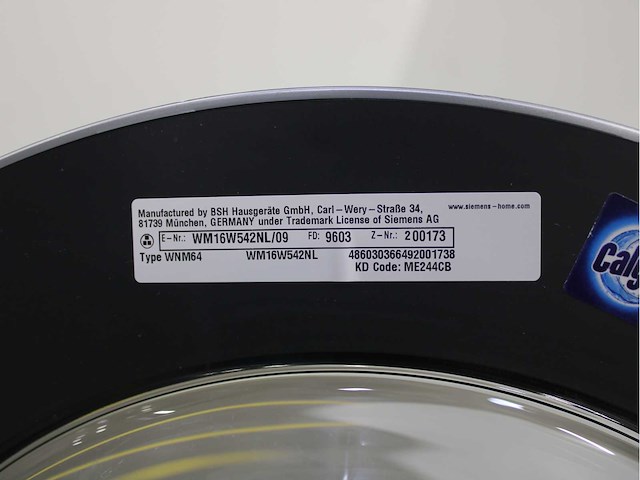 Manufactured by BSH Hausgeräte GmbH, Carl-Wery-Straße 34,
www.siemens-home.com
81739 München, GERMANY under Trademark License of Siemens AG
E-Nr.: WM16W542NL/09 FD: 9603 Z-Nr.: 200173
Type WNM64 WM16W542NL 486030366492001738
KD Code: ME244CB